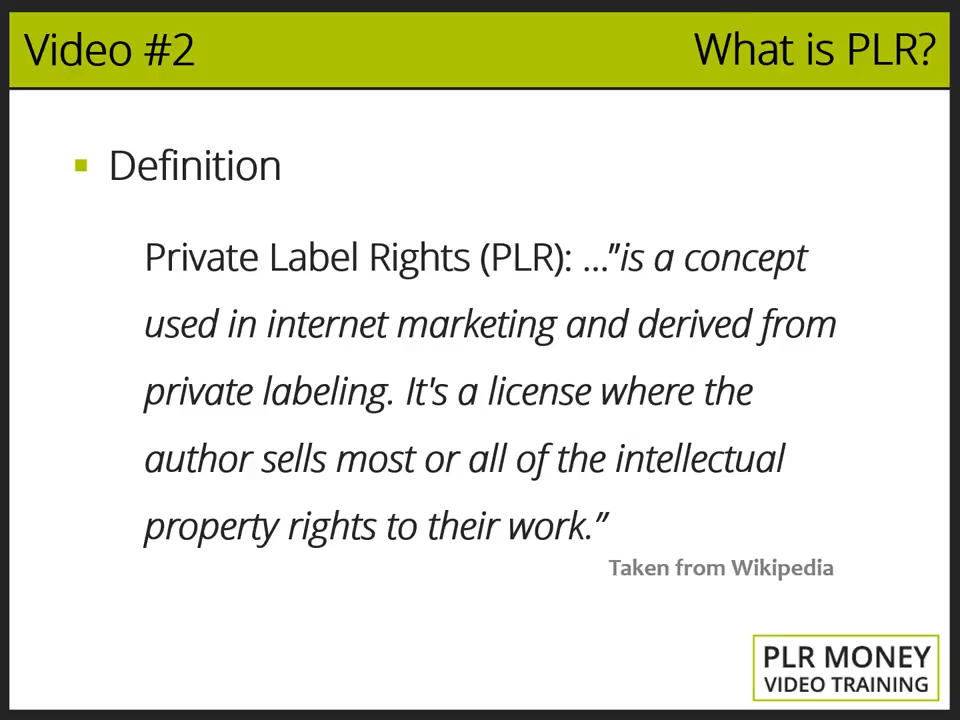 Video #2
What is PLR?
Definition
Private Label Rights (PLR): ..."is a concept
used in internet marketing and derived from
private labeling. It's a license where the
author sells most or all of the intellectual
property rights to their work."
Taken from Wikipedia
PLR MONEY
VIDEO TRAINING